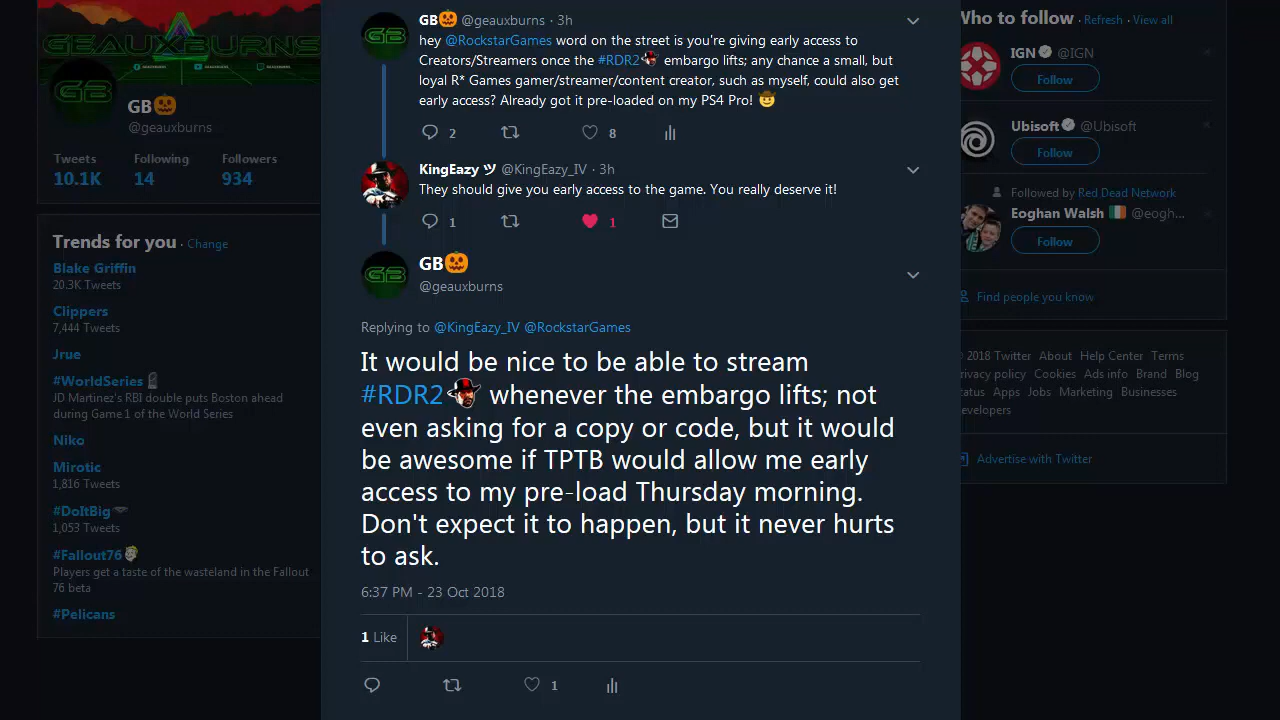 GEAUXBURNS
GB
GB
@geauxburns
Tweets Following Followers
10.1K 14 934
Trends for you · Change
Blake Griffin
20.3K Tweets
Clippers
7,444 Tweets
Jrue
#WorldSeries
JD Martinez's RBI double puts Boston ahead
during Game 1 of the World Series
Niko
Mirotic
1,816 Tweets
#DoItBig
1,053 Tweets
#Fallout76
Players get a taste of the wasteland in the Fallout
76 beta
#Pelicans
GB
GB @geauxburns · 3h
hey @RockstarGames word on the street is you're giving early access to
Creators/Streamers once the #RDR2 embargo lifts; any chance a small, but
loyal R* Games gamer/streamer/content creator, such as myself, could also get
early access? Already got it pre-loaded on my PS4 Pro!
2 8
KingEazy ツ @KingEazy_IV · 3h
They should give you early access to the game. You really deserve it!
1 1
GB
GB
@geauxburns
Replying to @KingEazy_IV @RockstarGames
It would be nice to be able to stream
#RDR2 whenever the embargo lifts; not
even asking for a copy or code, but it would
be awesome if TPTB would allow me early
access to my pre-load Thursday morning.
Don't expect it to happen, but it never hurts
to ask.
6:37 PM - 23 Oct 2018
1 Like
1
Who to follow · Refresh · View all
IGN @IGN
Follow
Ubisoft @Ubisoft
Follow
Followed by Red Dead Network
Eoghan Walsh @eogh...
Follow
Find people you know
2018 Twitter About Help Center Terms
rivacy policy Cookies Ads info Brand Blog
tatus Apps Jobs Marketing Businesses
evelopers
Advertise with Twitter